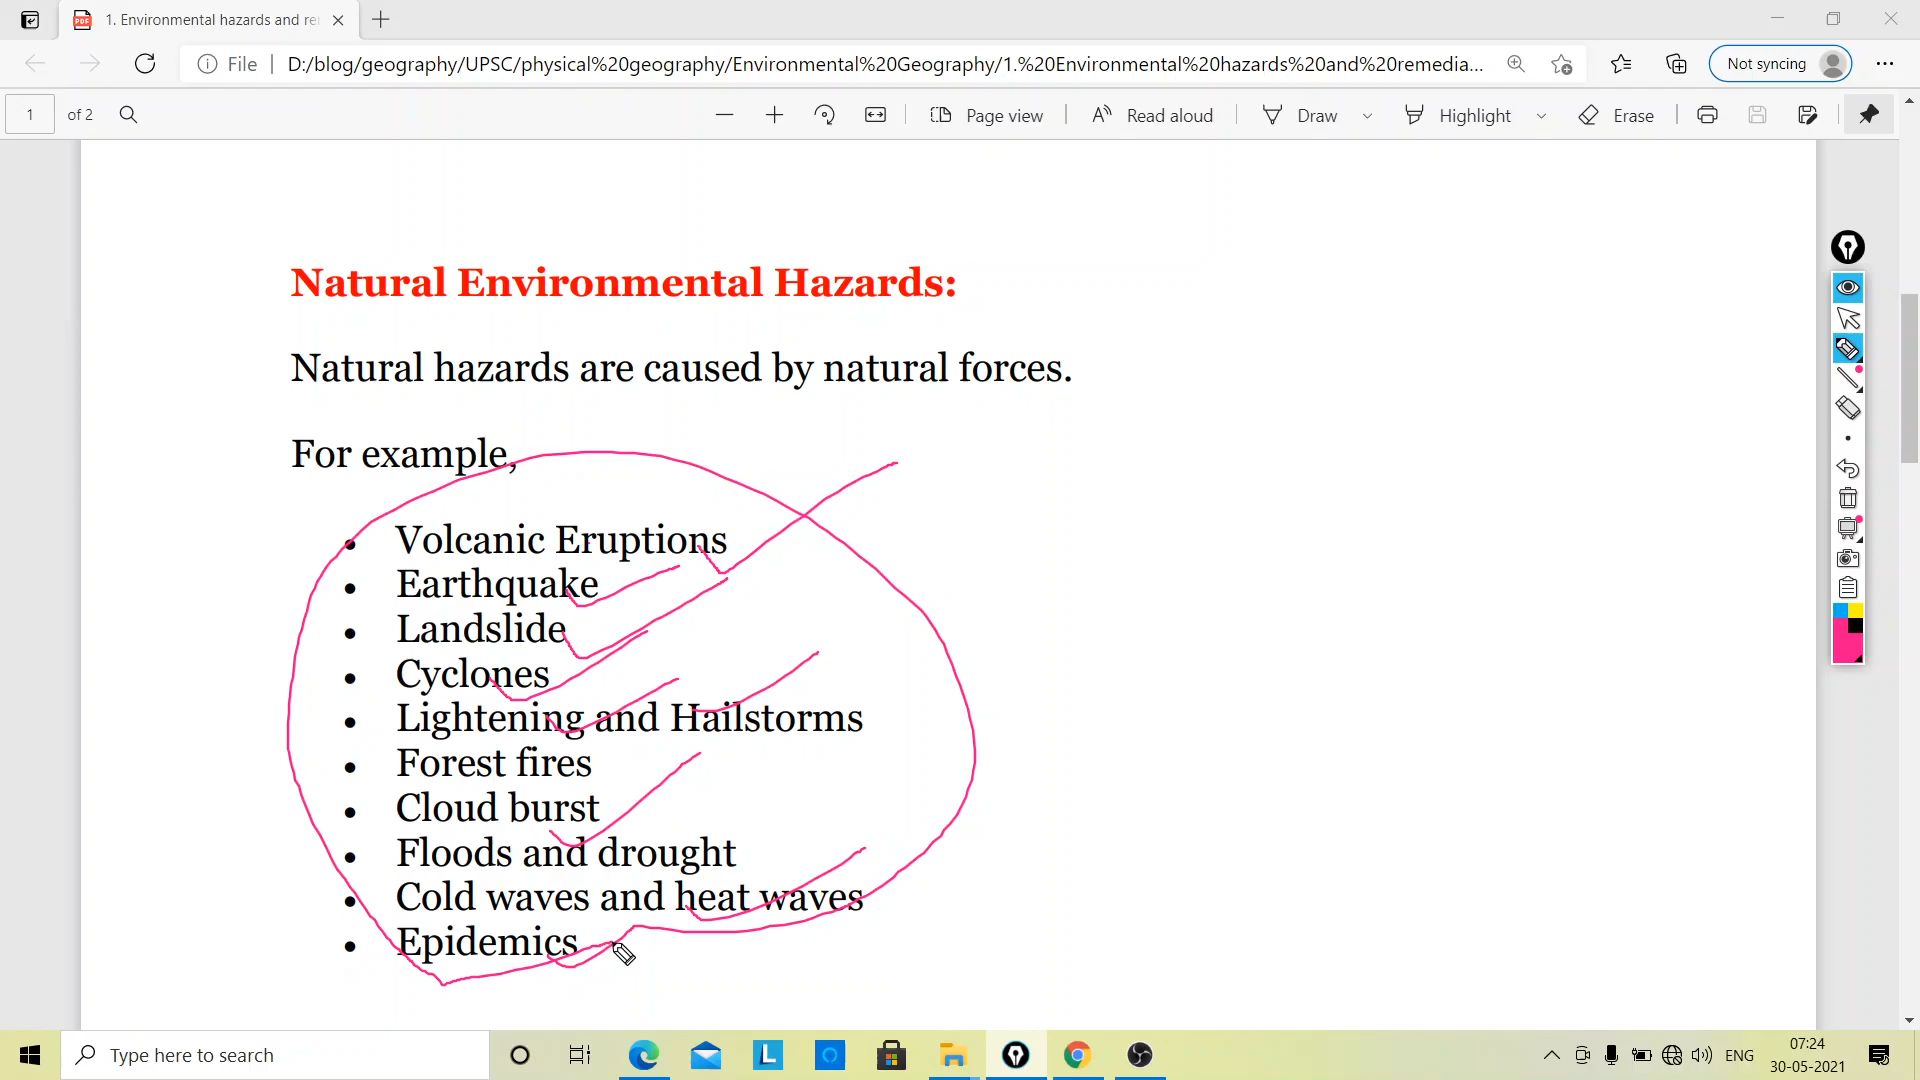 1. Environmental hazards and re
File
D:/blog/geography/UPSC/physical%20geography/Environmental%20Geography/1.%20Environmental%20hazards%20and%20remedia...
Not syncing
1 of 2
Page view
Read aloud
Draw
Highlight
Erase
Natural Environmental Hazards:
Natural hazards are caused by natural forces.
For example,
• Volcanic Eruptions
• Earthquake
• Landslide
• Cyclones
• Lightening and Hailstorms
• Forest fires
• Cloud burst
• Floods and drought
• Cold waves and heat waves
• Epidemics
Type here to search
ENG
07:24
30-05-2021